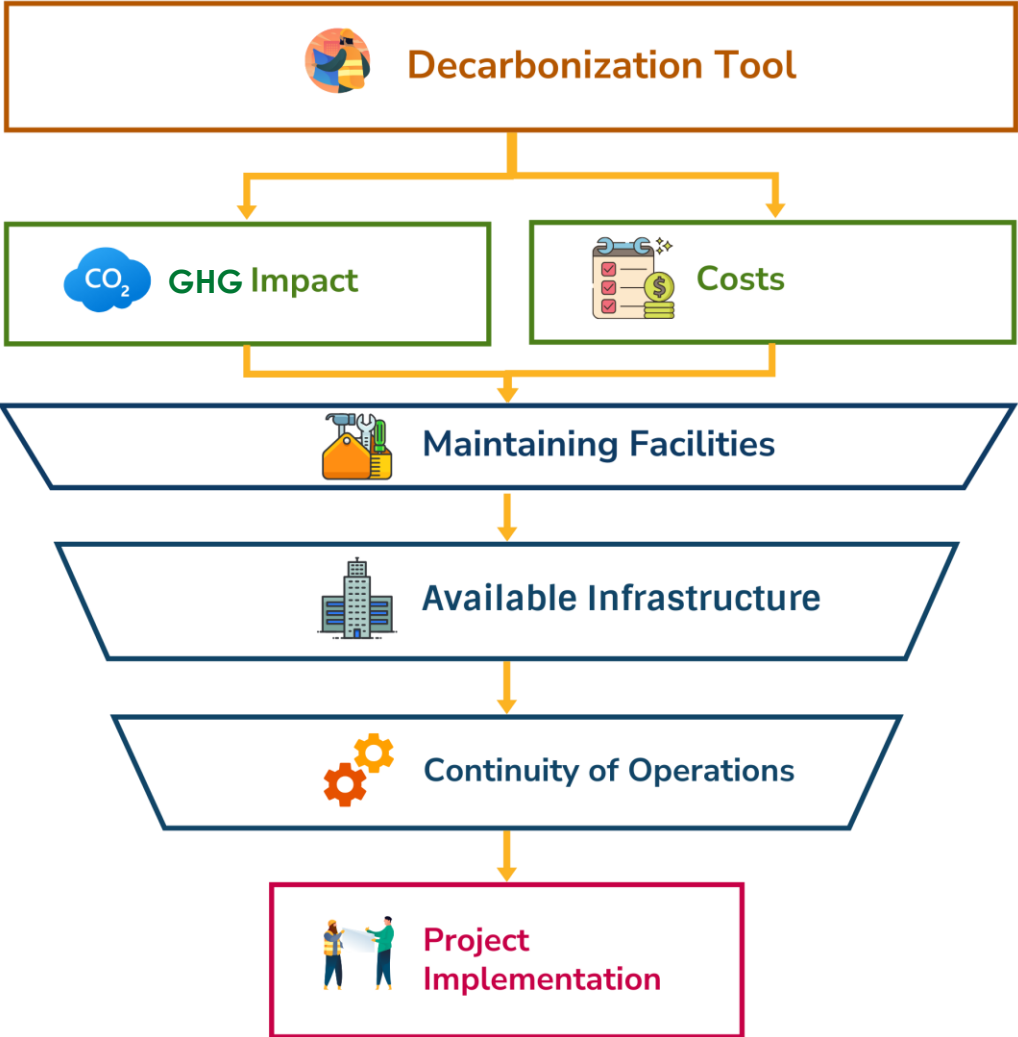 Decarbonization Tool
CO₂
GHG Impact
$
Costs
Maintaining Facilities
Available Infrastructure
Continuity of Operations
Project
Implementation